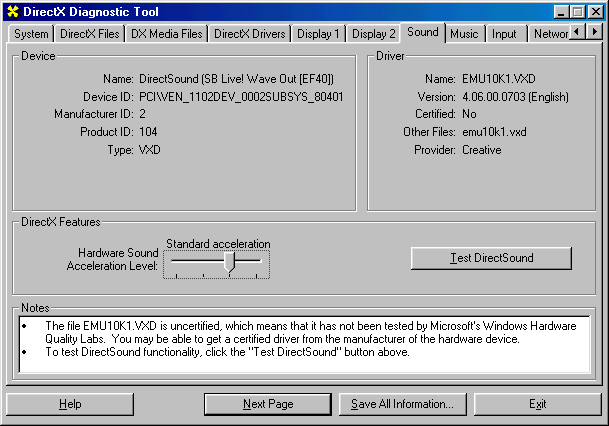 DirectX Diagnostic Tool
System DirectX Files DX Media Files DirectX Drivers Display 1 Display 2 Sound Music Input Networ
Device
Name: DirectSound (SB Live! Wave Out [EF40])
Device ID: PCI\VEN_1102DEV_0002SUBSYS_80401
Manufacturer ID: 2
Product ID: 104
Type: VXD
Driver
Name: EMU10K1.VXD
Version: 4.06.00.0703 (English)
Certified: No
Other Files: emu10k1.vxd
Provider: Creative
DirectX Features
Hardware Sound
Acceleration Level:
Standard acceleration
Test DirectSound
Notes
• The file EMU10K1.VXD is uncertified, which means that it has not been tested by Microsoft's Windows Hardware
Quality Labs. You may be able to get a certified driver from the manufacturer of the hardware device.
• To test DirectSound functionality, click the "Test DirectSound" button above.
Help Next Page Save All Information... Exit